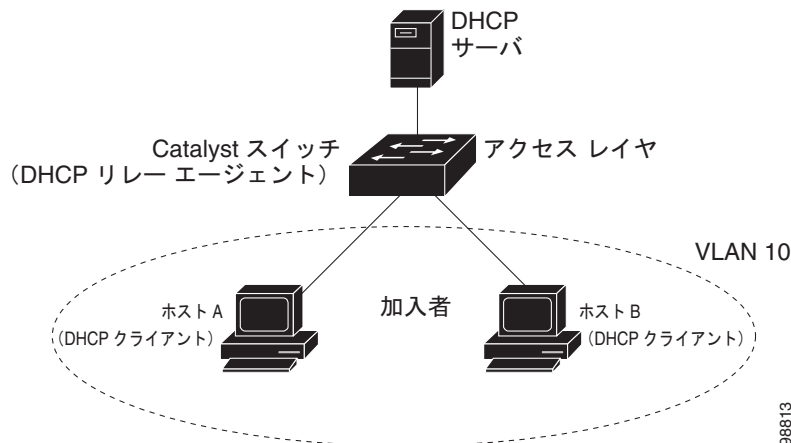 DHCP
サーバ
Catalyst スイッチ
(DHCP リレー エージェント)
アクセス レイヤ
VLAN 10
ホスト A
(DHCP クライアント)
加入者
ホスト B
(DHCP クライアント)
98813